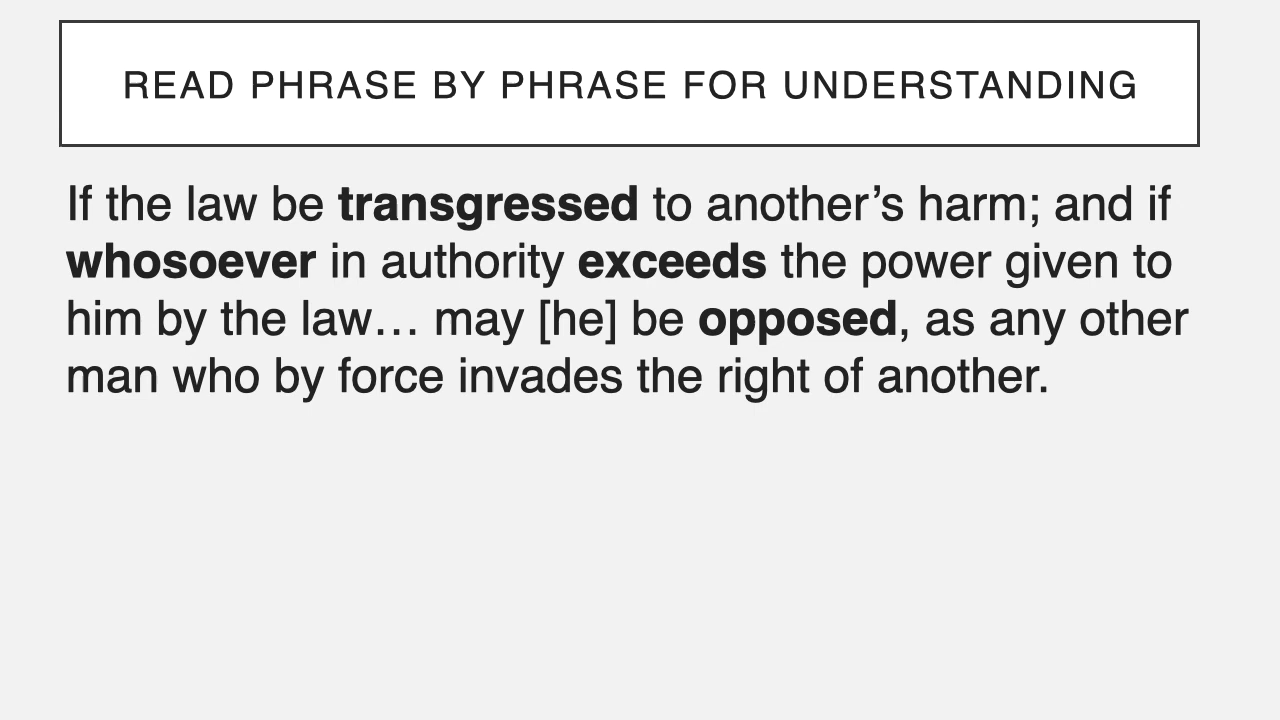 READ PHRASE BY PHRASE FOR UNDERSTANDING
If the law be transgressed to another’s harm; and if
whosoever in authority exceeds the power given to
him by the law… may [he] be opposed, as any other
man who by force invades the right of another.